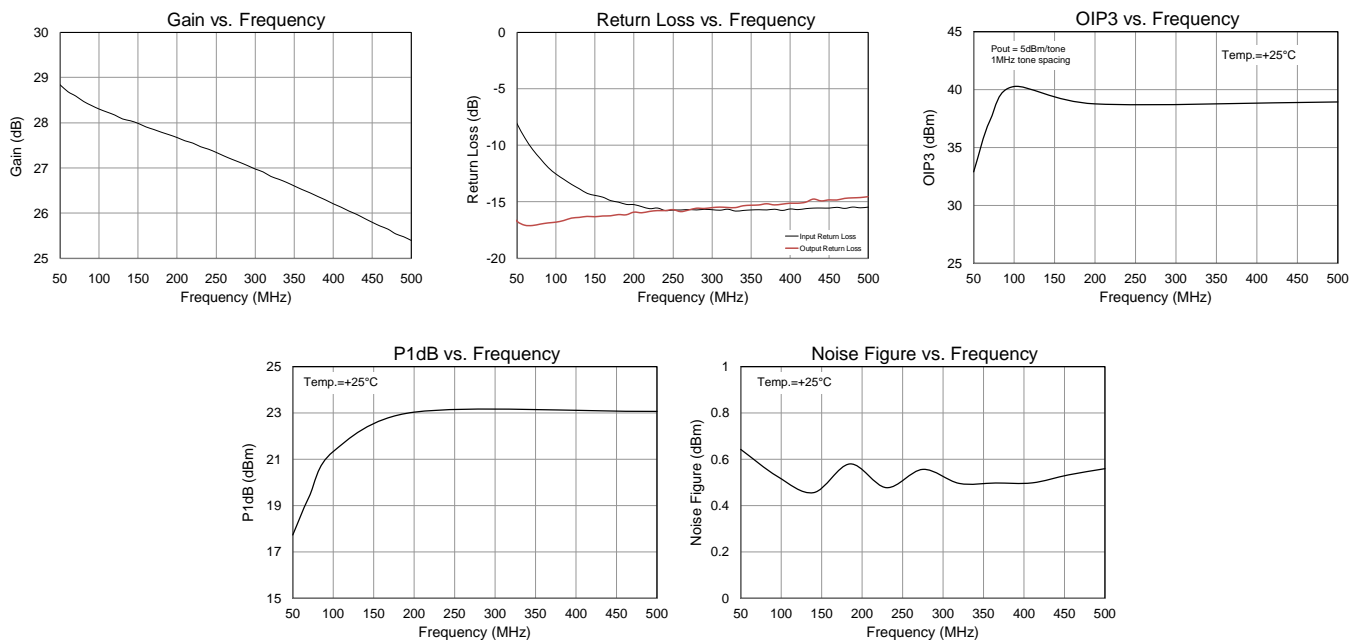 Gain vs. Frequency
30
29
28
27
26
25
Gain (dB)
50 100 150 200 250 300 350 400 450 500
Frequency (MHz)
Return Loss vs. Frequency
0
-5
-10
-15
-20
Return Loss (dB)
Input Return Loss
Output Return Loss
50 100 150 200 250 300 350 400 450 500
Frequency (MHz)
OIP3 vs. Frequency
45
40
35
30
25
OIP3 (dBm)
Pout = 5dBm/tone
1MHz tone spacing
Temp.=+25°C
50 100 150 200 250 300 350 400 450 500
Frequency (MHz)
P1dB vs. Frequency
25
23
21
19
17
15
P1dB (dBm)
Temp.=+25°C
50 100 150 200 250 300 350 400 450 500
Frequency (MHz)
Noise Figure vs. Frequency
1
0.8
0.6
0.4
0.2
0
Noise Figure (dBm)
Temp.=+25°C
50 100 150 200 250 300 350 400 450 500
Frequency (MHz)